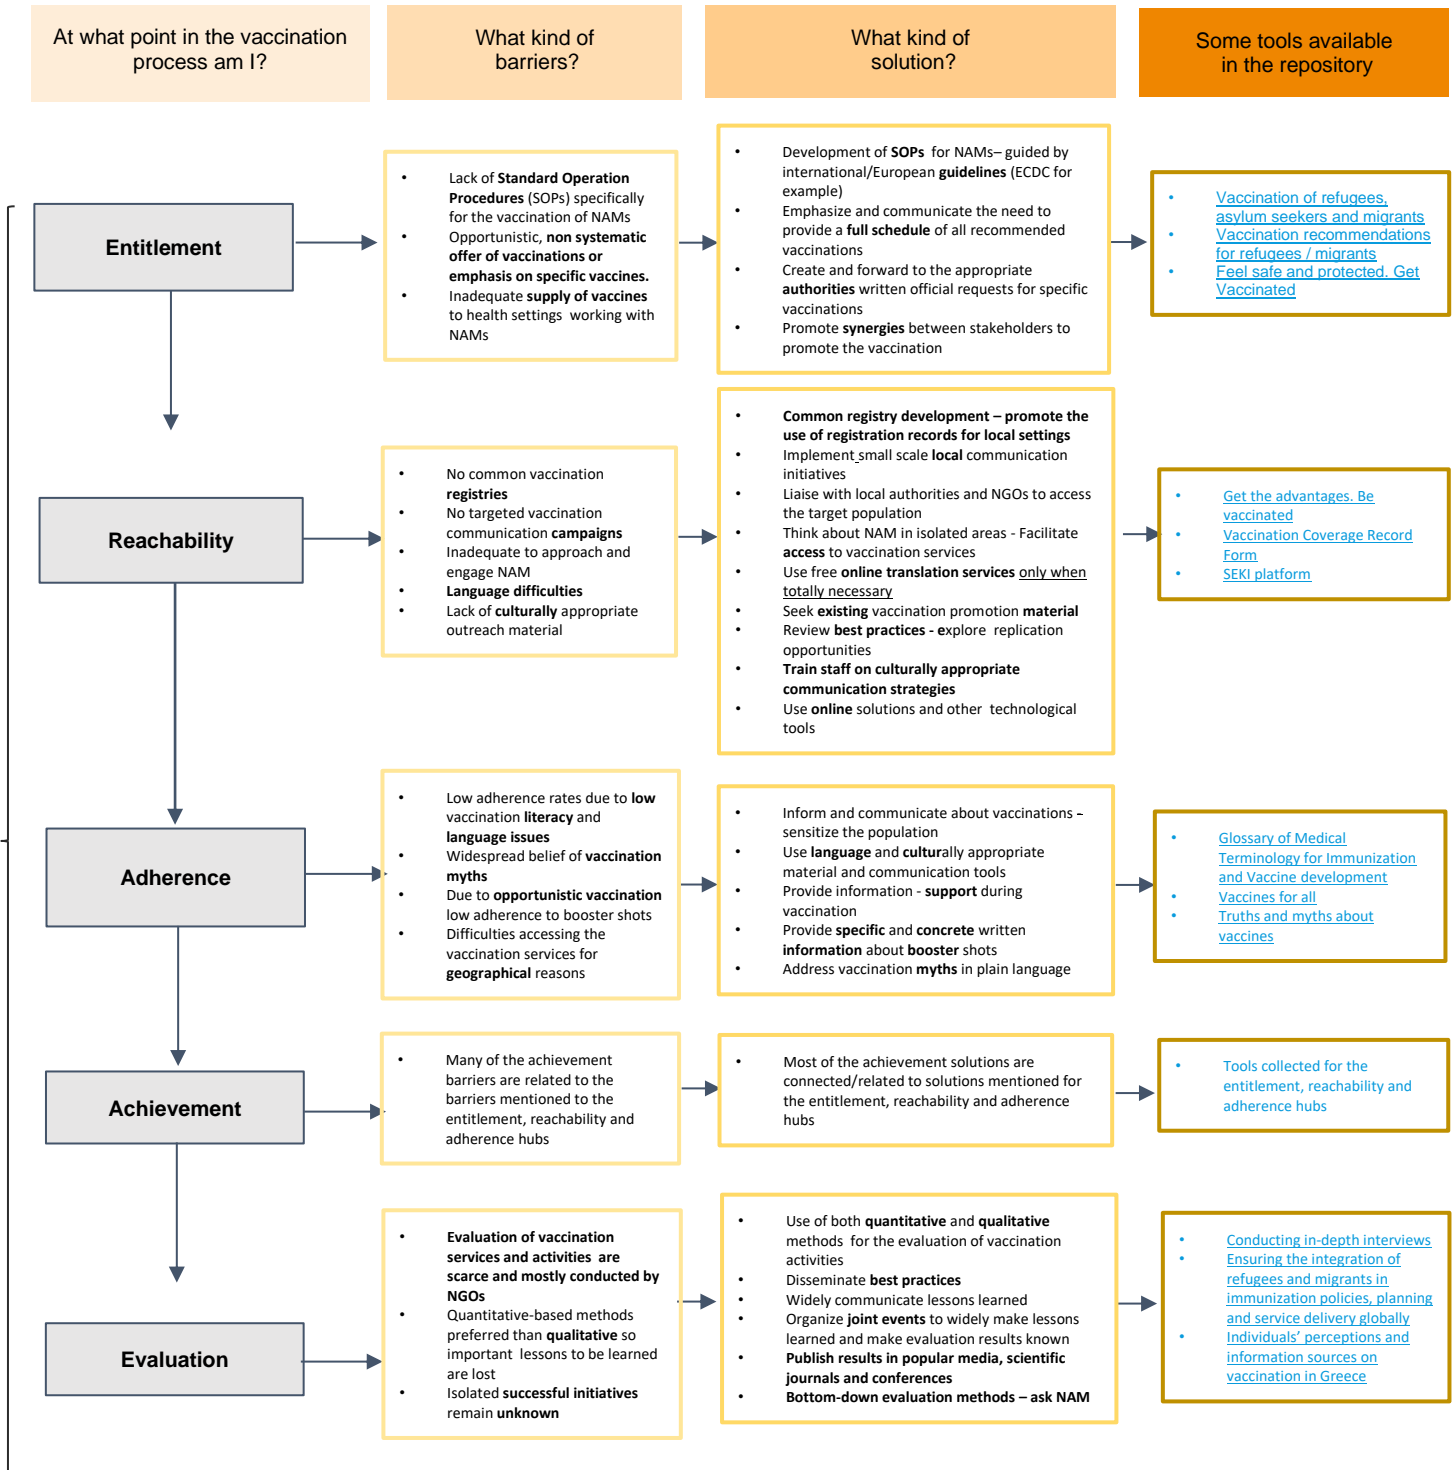 At what point in the vaccination
process am I?
What kind of
barriers?
What kind of
solution?
Some tools available
in the repository
Entitlement
• Lack of Standard Operation
Procedures (SOPs) specifically
for the vaccination of NAMs
• Opportunistic, non systematic
offer of vaccinations or
emphasis on specific vaccines.
• Inadequate supply of vaccines
to health settings working with
NAMs
• Development of SOPs for NAMs– guided by
international/European guidelines (ECDC for
example)
• Emphasize and communicate the need to
provide a full schedule of all recommended
vaccinations
• Create and forward to the appropriate
authorities written official requests for specific
vaccinations
• Promote synergies between stakeholders to
promote the vaccination
• Vaccination of refugees,
asylum seekers and migrants
• Vaccination recommendations
for refugees / migrants
• Feel safe and protected. Get
Vaccinated
Reachability
• No common vaccination
registries
• No targeted vaccination
communication campaigns
• Inadequate to approach and
engage NAM
• Language difficulties
• Lack of culturally appropriate
outreach material
• Common registry development – promote the
use of registration records for local settings
• Implement small scale local communication
initiatives
• Liaise with local authorities and NGOs to access
the target population
• Think about NAM in isolated areas - Facilitate
access to vaccination services
• Use free online translation services only when
totally necessary
• Seek existing vaccination promotion material
• Review best practices - explore replication
opportunities
• Train staff on culturally appropriate
communication strategies
• Use online solutions and other technological
tools
• Get the advantages. Be
vaccinated
• Vaccination Coverage Record
Form
• SEKI platform
Adherence
• Low adherence rates due to low
vaccination literacy and
language issues
• Widespread belief of vaccination
myths
• Due to opportunistic vaccination
low adherence to booster shots
• Difficulties accessing the
vaccination services for
geographical reasons
• Inform and communicate about vaccinations –
sensitize the population
• Use language and culturally appropriate
material and communication tools
• Provide information - support during
vaccination
• Provide specific and concrete written
information about booster shots
• Address vaccination myths in plain language
• Glossary of Medical
Terminology for Immunization
and Vaccine development
• Vaccines for all
• Truths and myths about
vaccines
Achievement
• Many of the achievement
barriers are related to the
barriers mentioned to the
entitlement, reachability and
adherence hubs
• Most of the achievement solutions are
connected/related to solutions mentioned for
the entitlement, reachability and adherence
hubs
• Tools collected for the
entitlement, reachability and
adherence hubs
Evaluation
• Evaluation of vaccination
services and activities are
scarce and mostly conducted by
NGOs
• Quantitative-based methods
preferred than qualitative so
important lessons to be learned
are lost
• Isolated successful initiatives
remain unknown
• Use of both quantitative and qualitative
methods for the evaluation of vaccination
activities
• Disseminate best practices
• Widely communicate lessons learned
• Organize joint events to widely make lessons
learned and make evaluation results known
• Publish results in popular media, scientific
journals and conferences
• Bottom-down evaluation methods – ask NAM
• Conducting in-depth interviews
• Ensuring the integration of
refugees and migrants in
immunization policies, planning
and service delivery globally
• Individuals' perceptions and
information sources on
vaccination in Greece